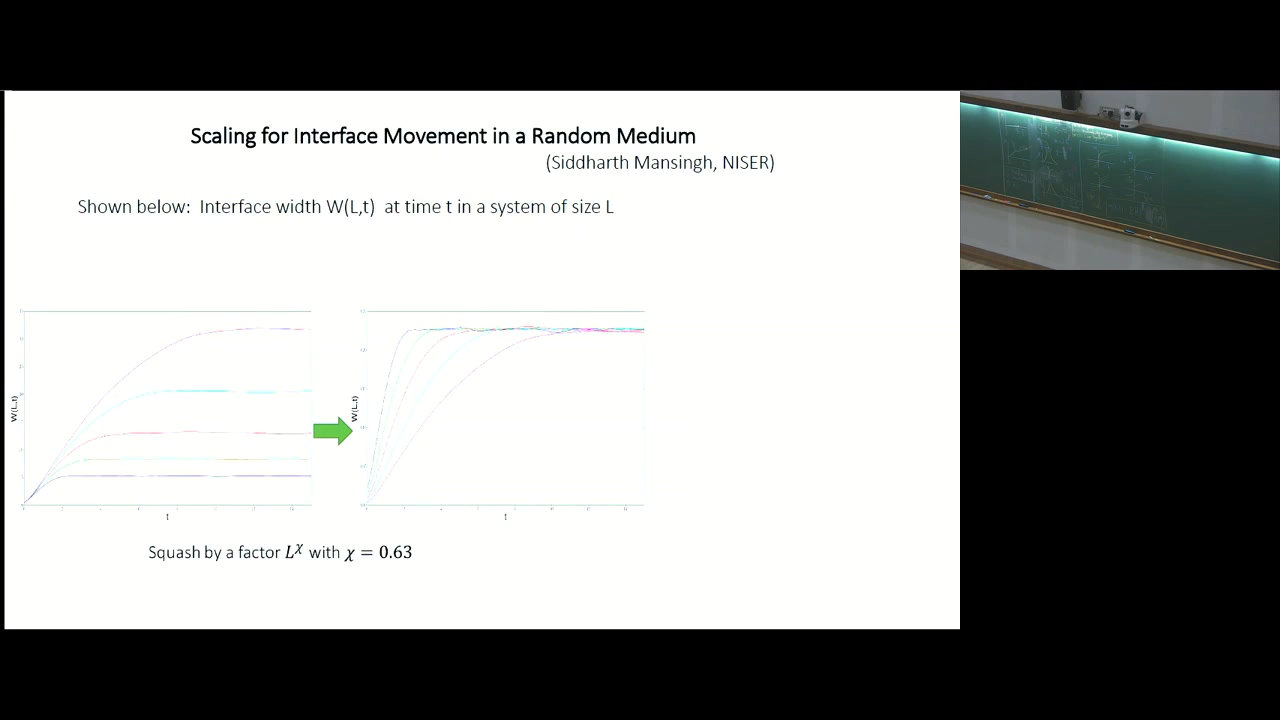 Scaling for Interface Movement in a Random Medium
(Siddharth Mansingh, NISER)
Shown below: Interface width W(L,t) at time t in a system of size L
W(L,t)
t
W(L,t)
t
Squash by a factor L^χ with χ = 0.63